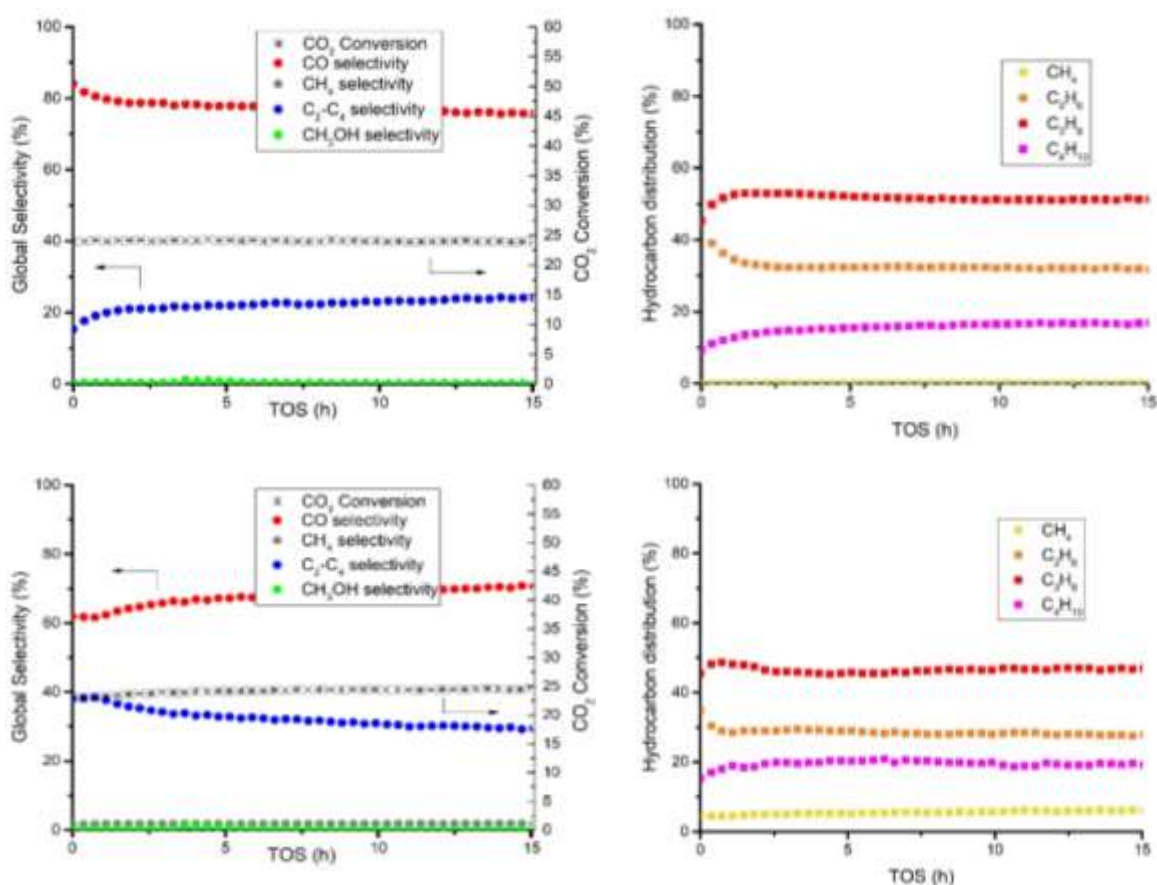 Global Selectivity (%)
100
80
60
40
20
0
CO₂ Conversion
CO selectivity
CH₄ selectivity
C₂-C₄ selectivity
CH₃OH selectivity
60
55
50
45
40
35
30
25
20
15
10
5
0
CO₂ Conversion (%)
0 5 10 15
TOS (h)
Hydrocarbon distribution (%)
100
80
60
40
20
0
CH₄
C₂H₆
C₃H₈
C₄H₁₀
0 5 10 15
TOS (h)
Global Selectivity (%)
100
80
60
40
20
0
CO₂ Conversion
CO selectivity
CH₄ selectivity
C₂-C₄ selectivity
CH₃OH selectivity
60
55
50
45
40
35
30
25
20
15
10
5
0
CO₂ Conversion (%)
0 5 10 15
TOS (h)
Hydrocarbon distribution (%)
100
80
60
40
20
0
CH₄
C₂H₆
C₃H₈
C₄H₁₀
0 5 10 15
TOS (h)